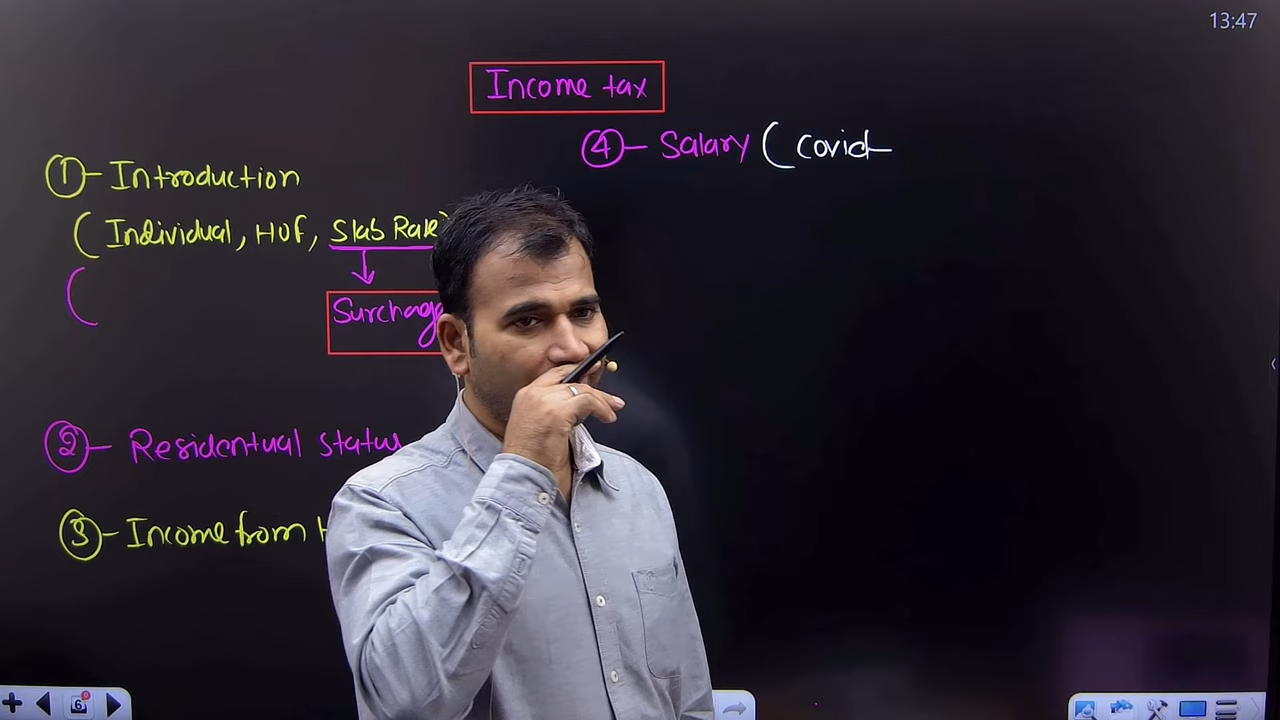 13:47
Income tax
④- Salary ( covid-
①- Introduction
( Individual, HUF, Slab Rate
(
Surchage
②- Residentual status
③- Income from
6